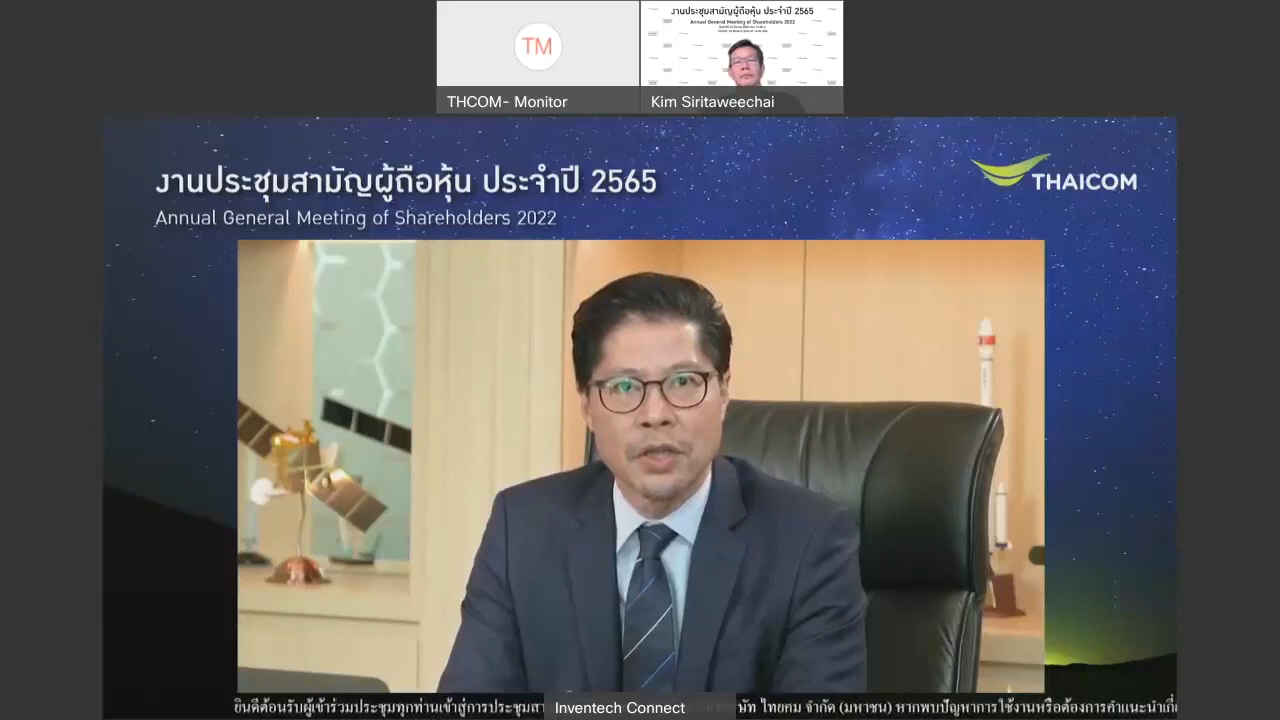 TM
THCOM- Monitor
งานประชุมสามัญผู้ถือหุ้น ประจำปี 2565
Annual General Meeting of Shareholders 2022
Kim Siritaweechai
งานประชุมสามัญผู้ถือหุ้น ประจำปี 2565
Annual General Meeting of Shareholders 2022
THAICOM
ยินดีต้อนรับผู้เข้าร่วมประชุมทุกท่านเข้าสู่การประชุมสา
Inventech Connect
ไทยคม จำกัด (มหาชน) หากพบปัญหาการใช้งานหรือต้องการคำแนะนำ